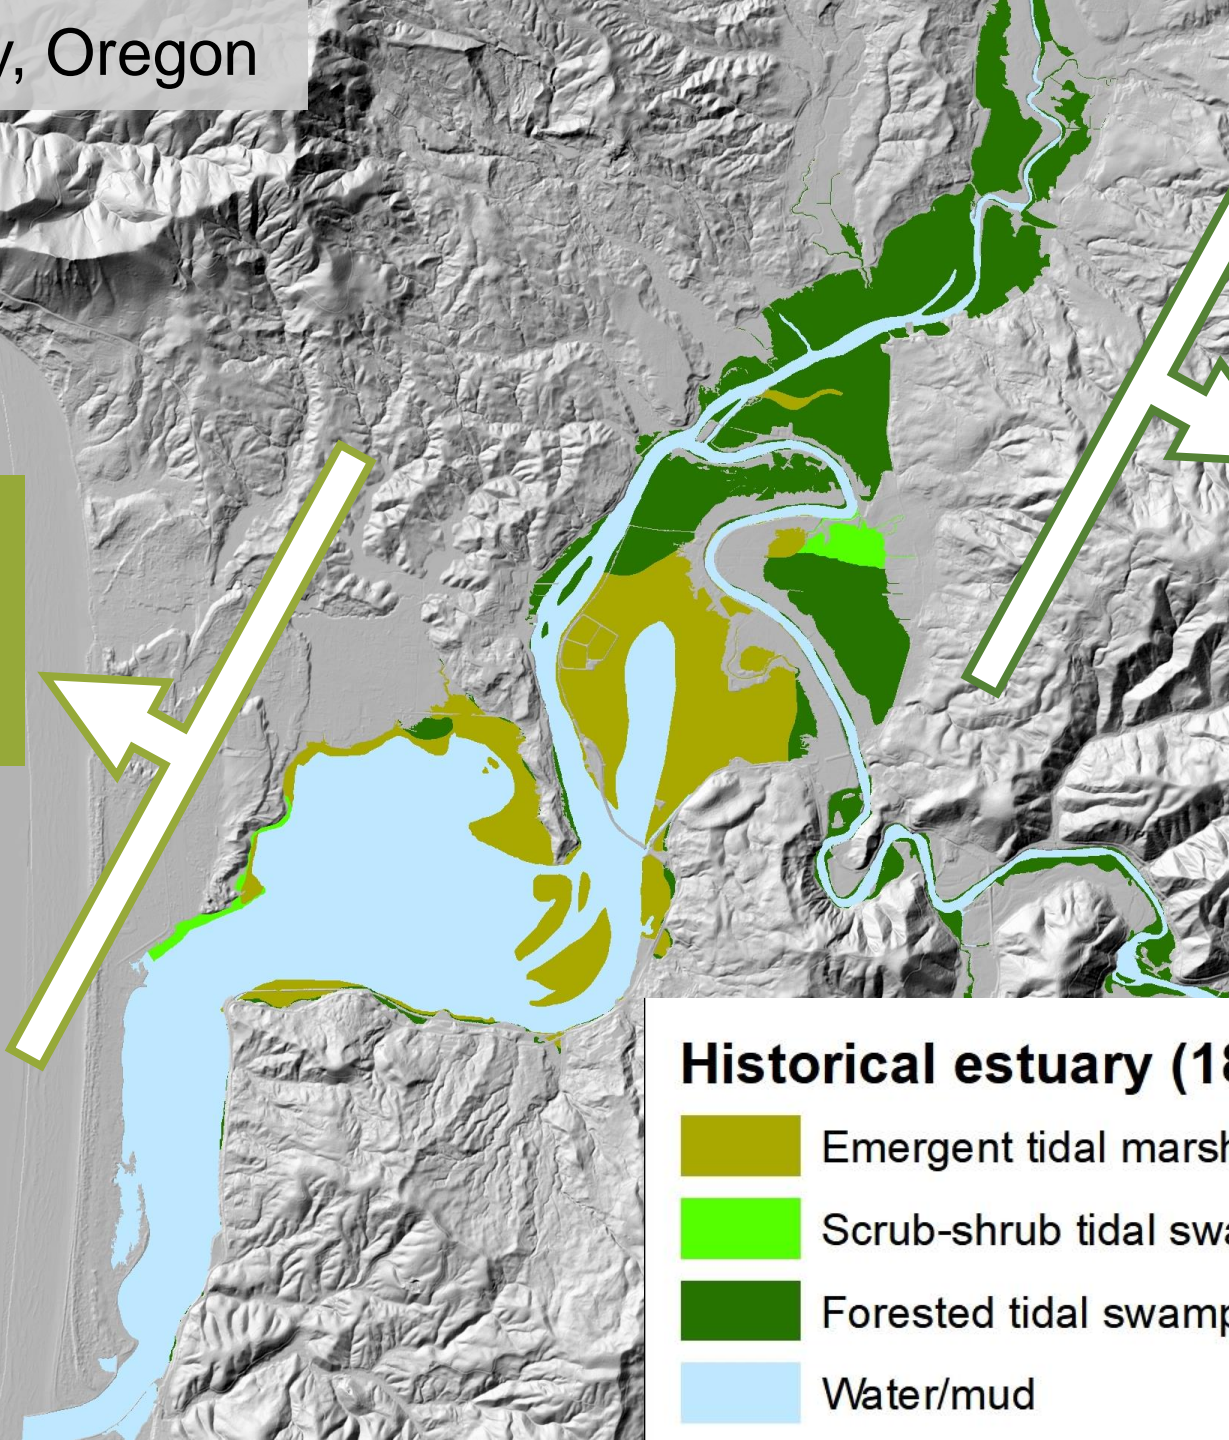 y, Oregon
Historical estuary (18
Emergent tidal marsh
Scrub-shrub tidal swa
Forested tidal swamp
Water/mud